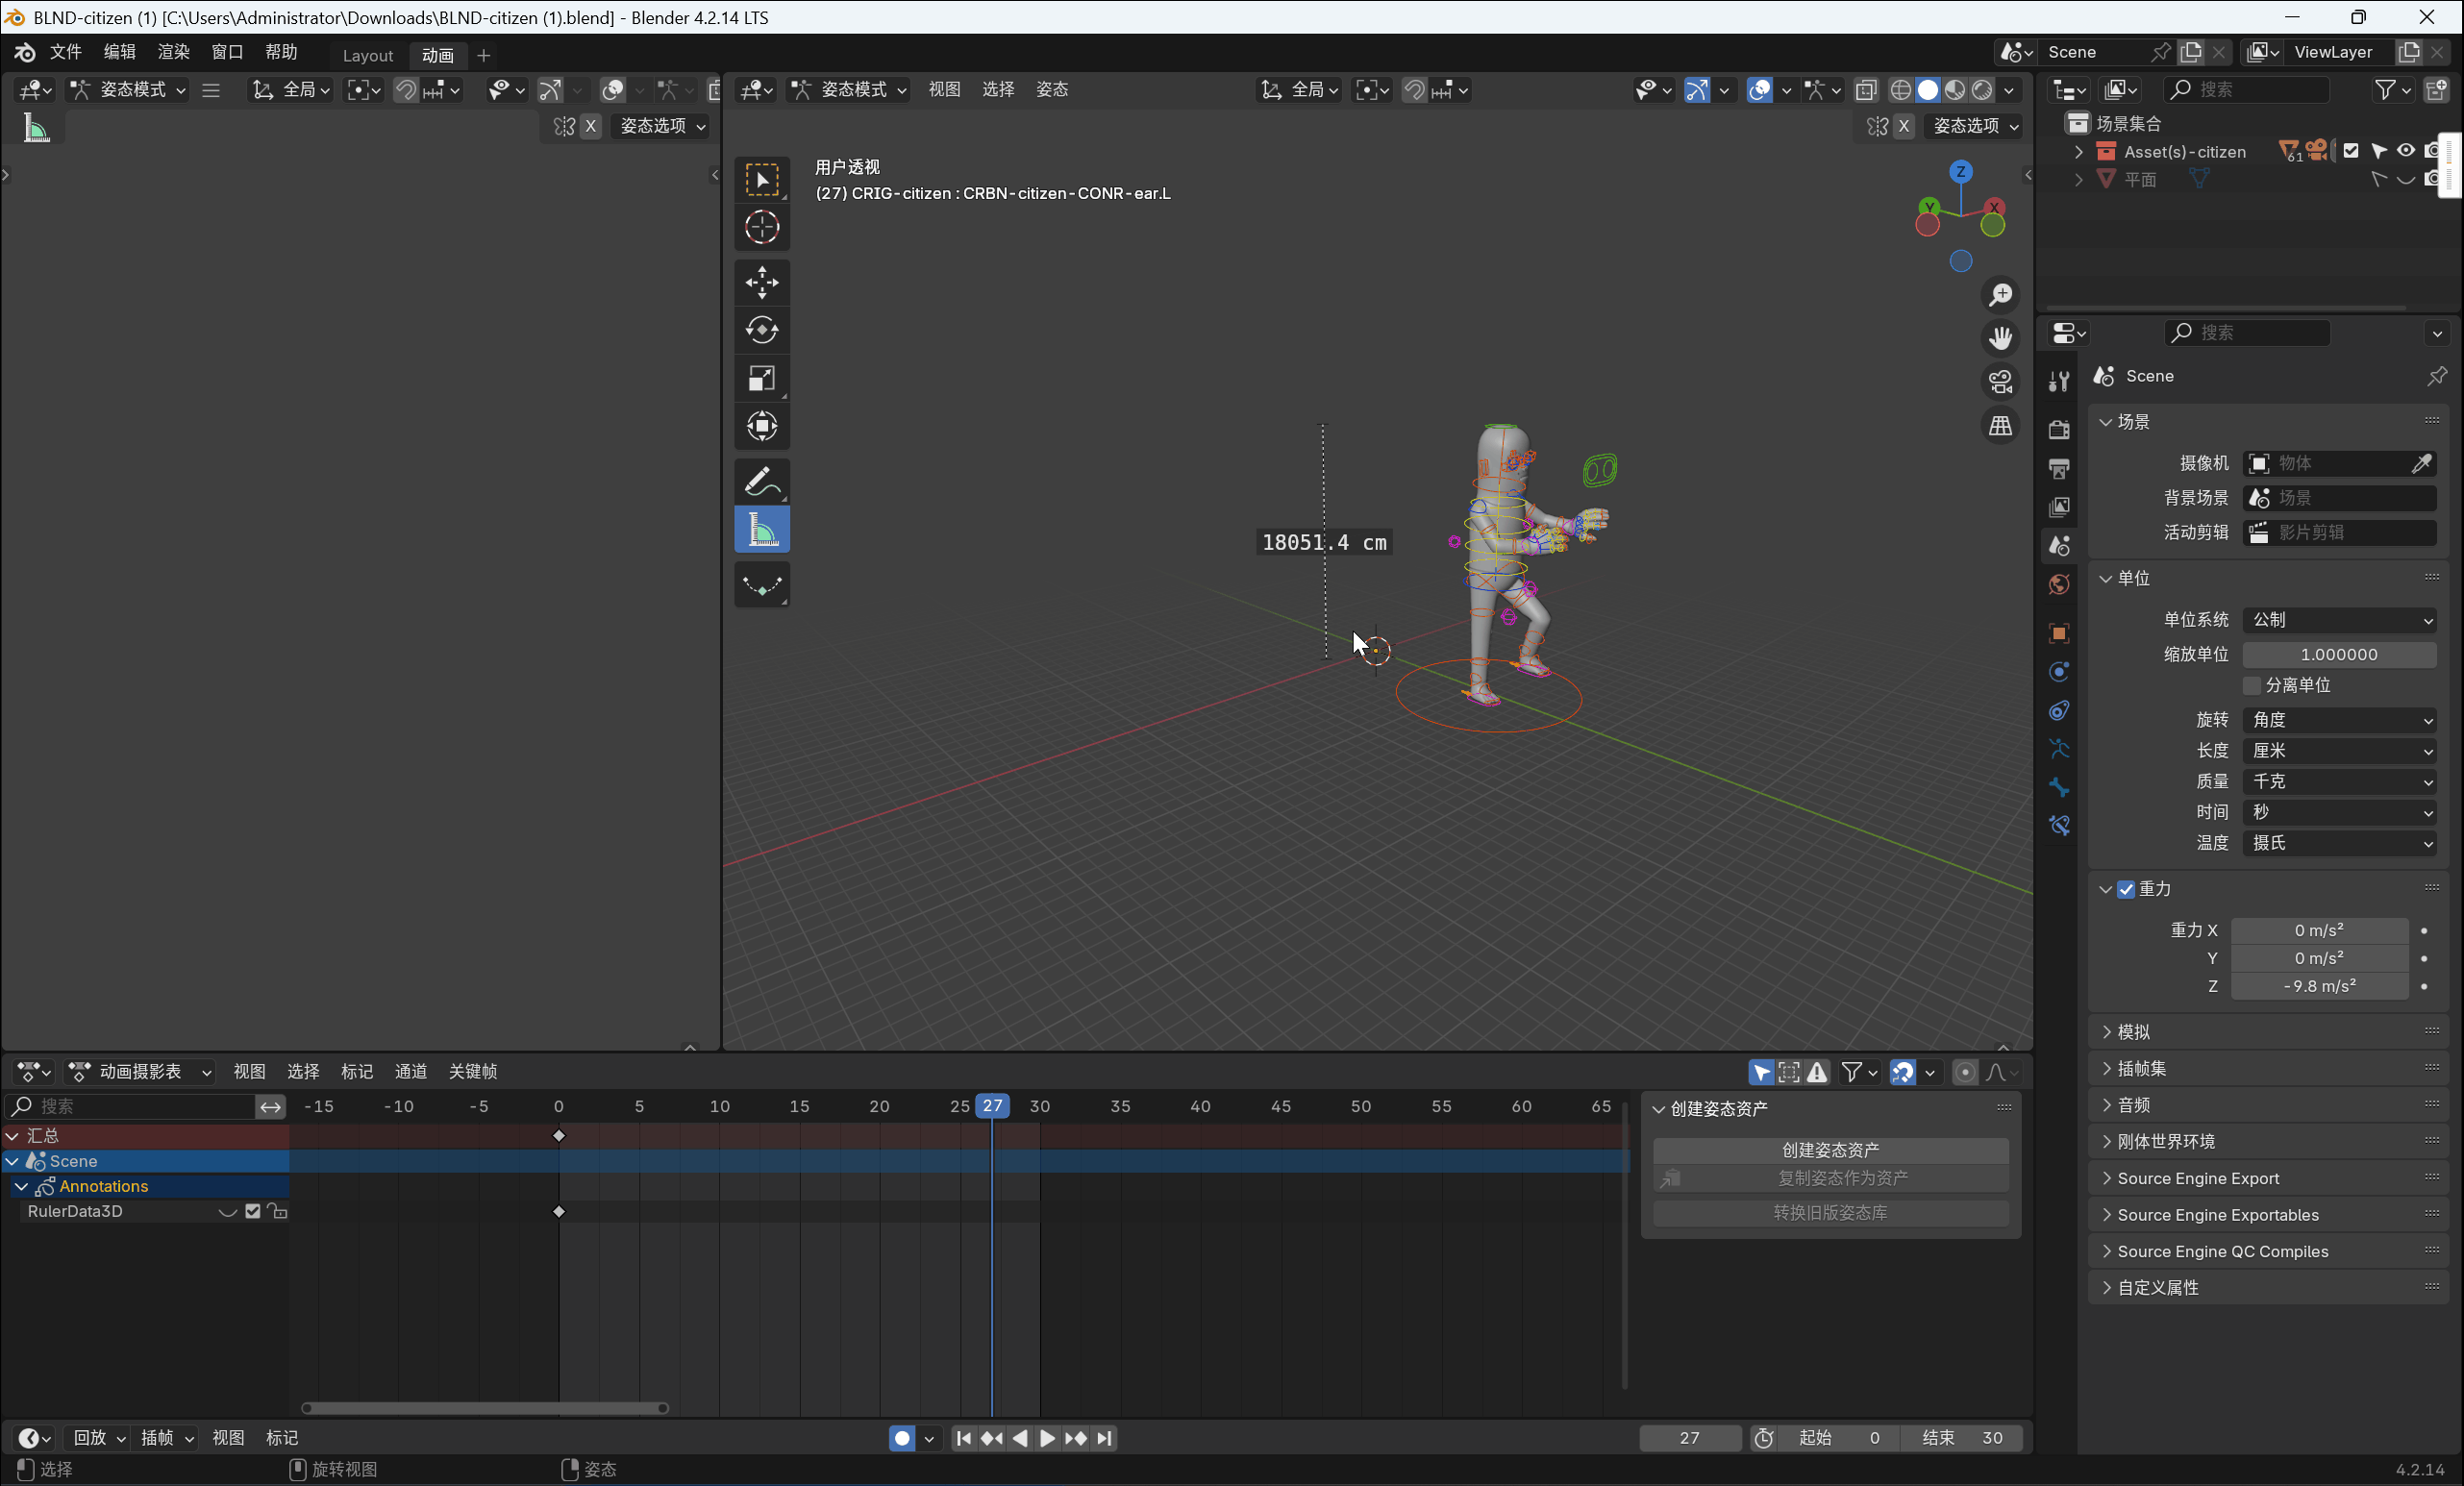 BLND-citizen (1) [C:\Users\Administrator\Downloads\BLND-citizen (1).blend] - Blender 4.2.14 LTS
文件 编辑 渲染 窗口 帮助 Layout 动画 + Scene ViewLayer
姿态模式 全局 姿态模式 视图 选择 姿态 全局 搜索
X 姿态选项 X 姿态选项
场景集合
Asset(s)-citizen 61
平面
用户透视
(27) CRIG-citizen : CRBN-citizen-CONR-ear.L
Z
Y
X
18051.4 cm
搜索
Scene
场景
摄像机 物体
背景场景 场景
活动剪辑 影片剪辑
单位
单位系统 公制
缩放单位 1.000000
分离单位
旋转 角度
长度 厘米
质量 千克
时间 秒
温度 摄氏
重力
重力 X 0 m/s²
Y 0 m/s²
Z -9.8 m/s²
模拟
插帧集
音频
刚体世界环境
Source Engine Export
Source Engine Exportables
Source Engine QC Compiles
自定义属性
动画摄影表 视图 选择 标记 通道 关键帧
搜索 -15 -10 -5 0 5 10 15 20 25 27 30 35 40 45 50 55 60 65
汇总
Scene
Annotations
RulerData3D
创建姿态资产
创建姿态资产
复制姿态作为资产
转换旧版姿态库
回放 插帧 视图 标记 27 起始 0 结束 30
选择 旋转视图 姿态 4.2.14